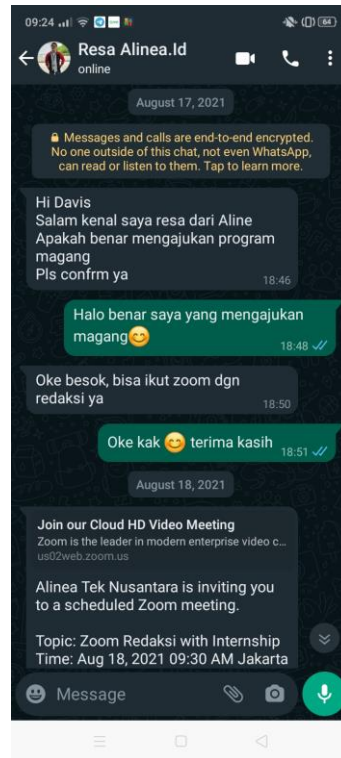 09:24
64
Resa Alinea.Id
online
August 17, 2021
Messages and calls are end-to-end encrypted.
No one outside of this chat, not even WhatsApp,
can read or listen to them. Tap to learn more.
Hi Davis
Salam kenal saya resa dari Aline
Apakah benar mengajukan program
magang
Pls confrm ya
18:46
Halo benar saya yang mengajukan
magang😊
18:48
Oke besok, bisa ikut zoom dgn
redaksi ya
18:50
Oke kak 😊 terima kasih
18:51
August 18, 2021
Join our Cloud HD Video Meeting
Zoom is the leader in modern enterprise video c...
us02web.zoom.us
Alinea Tek Nusantara is inviting you
to a scheduled Zoom meeting.
Topic: Zoom Redaksi with Internship
Time: Aug 18, 2021 09:30 AM Jakarta
Message